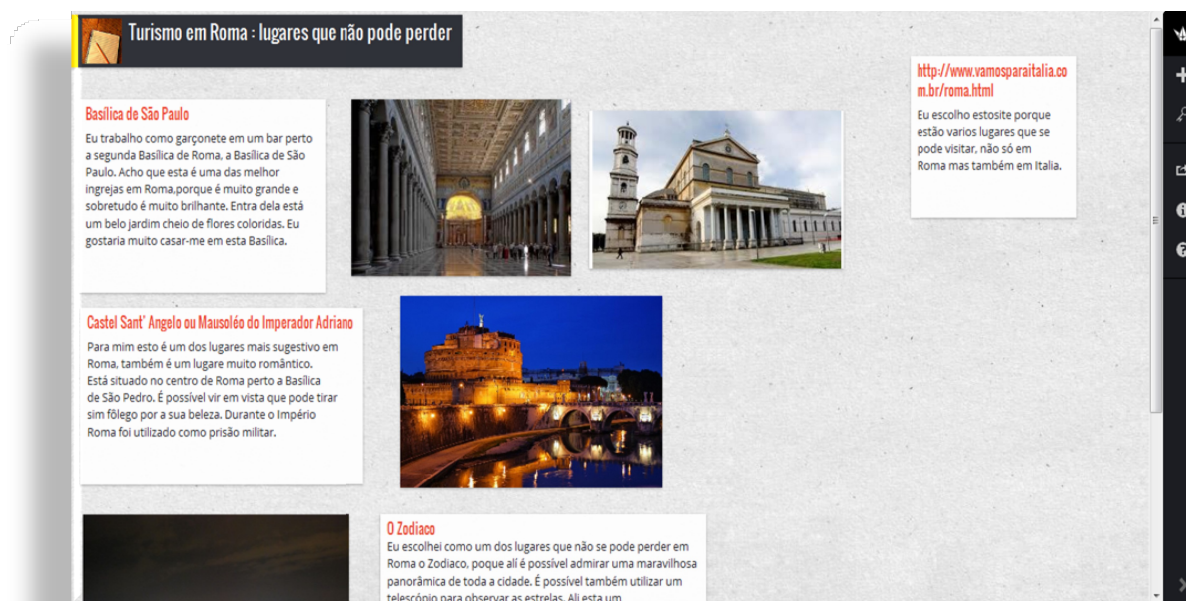 Turismo em Roma : lugares que não pode perder
Basílica de São Paulo
Eu trabalho como garçonete em um bar perto
a segunda Basílica de Roma, a Basílica de São
Paulo. Acho que esta é uma das melhor
ingrejas em Roma,porque é muito grande e
sobretudo é muito brilhante. Entra dela está
um belo jardim cheio de flores coloridas. Eu
gostaria muito casar-me em esta Basílica.
http://www.vamosparaitalia.co
m.br/roma.html
Eu escolho estosite porque
estão varios lugares que se
pode visitar, não só em
Roma mas também em Italia.
Castel Sant' Angelo ou Mausoléo do Imperador Adriano
Para mim esto é um dos lugares mais sugestivo em
Roma, também é um lugare muito romântico.
Está situado no centro de Roma perto a Basílica
de São Pedro. É possível vir em vista que pode tirar
sim fôlego por a sua beleza. Durante o Império
Roma foi utilizado como prisão militar.
O Zodiaco
Eu escolhei como um dos lugares que não se pode perder em
Roma o Zodiaco, poque alí é possível admirar uma maravilhosa
panorâmica de toda a cidade. É possível também utilizar um
telescópio para observar as estrelas. Ali esta um